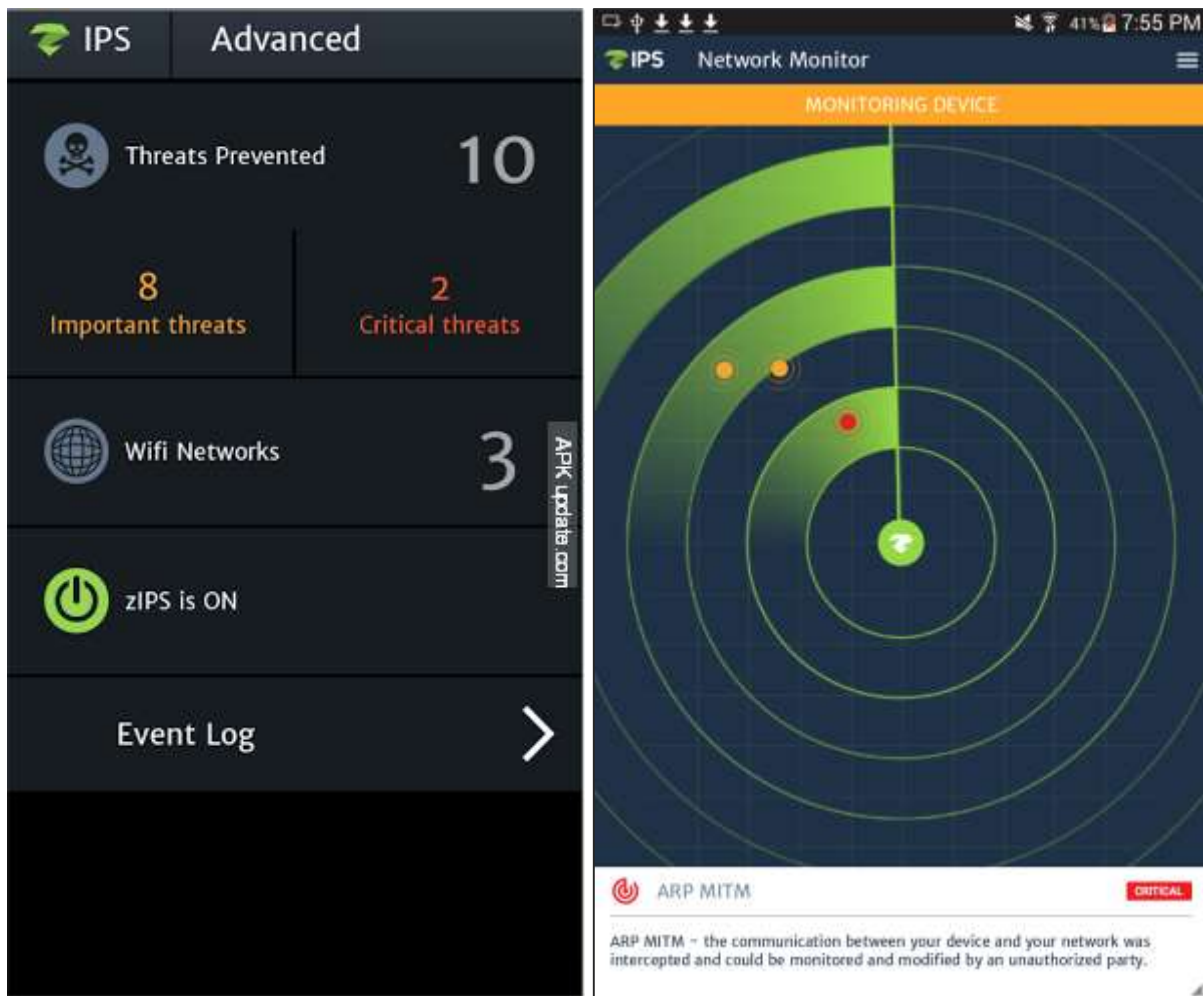 IPS Advanced
Threats Prevented 10
8
Important threats
2
Critical threats
Wifi Networks 3
zIPS is ON
Event Log
APK update.com
41% 7:55 PM
IPS Network Monitor
MONITORING DEVICE
ARP MITM CRITICAL
ARP MITM - the communication between your device and your network was
intercepted and could be monitored and modified by an unauthorized party.